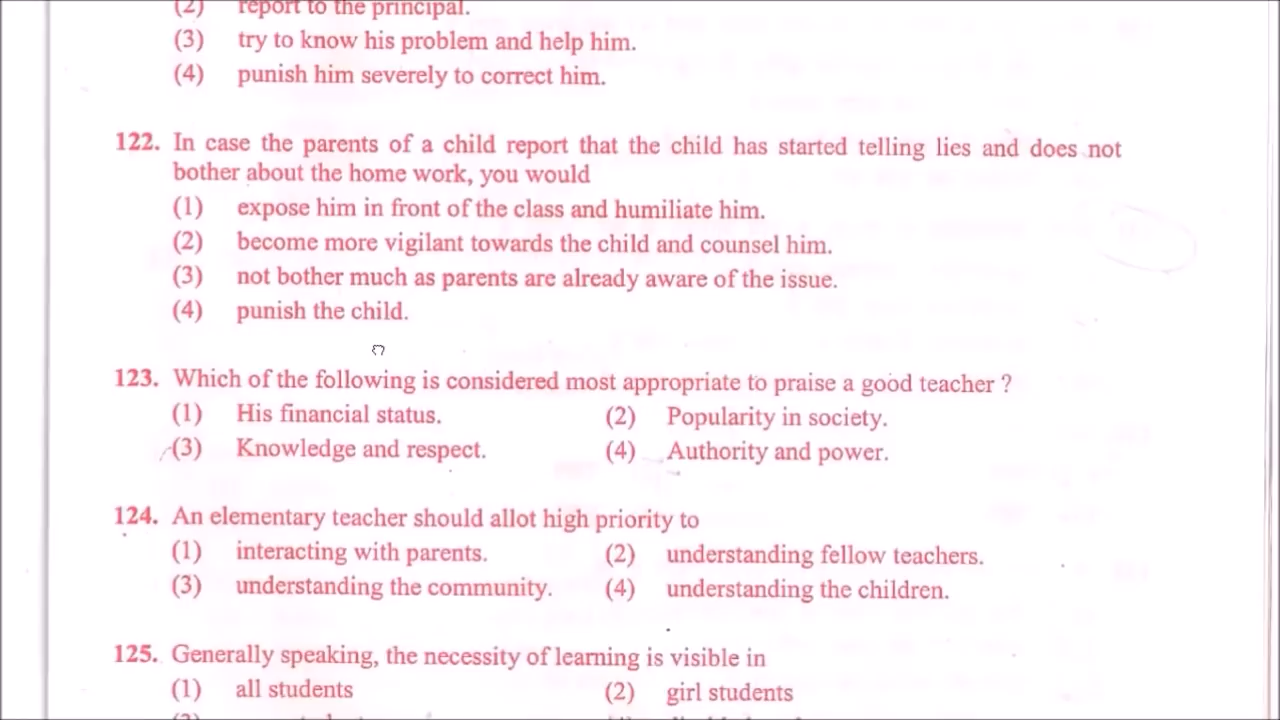 (2) report to the principal.
(3) try to know his problem and help him.
(4) punish him severely to correct him.
122. In case the parents of a child report that the child has started telling lies and does not
bother about the home work, you would
(1) expose him in front of the class and humiliate him.
(2) become more vigilant towards the child and counsel him.
(3) not bother much as parents are already aware of the issue.
(4) punish the child.
123. Which of the following is considered most appropriate to praise a good teacher ?
(1) His financial status. (2) Popularity in society.
(3) Knowledge and respect. (4) Authority and power.
124. An elementary teacher should allot high priority to
(1) interacting with parents. (2) understanding fellow teachers.
(3) understanding the community. (4) understanding the children.
125. Generally speaking, the necessity of learning is visible in
(1) all students (2) girl students